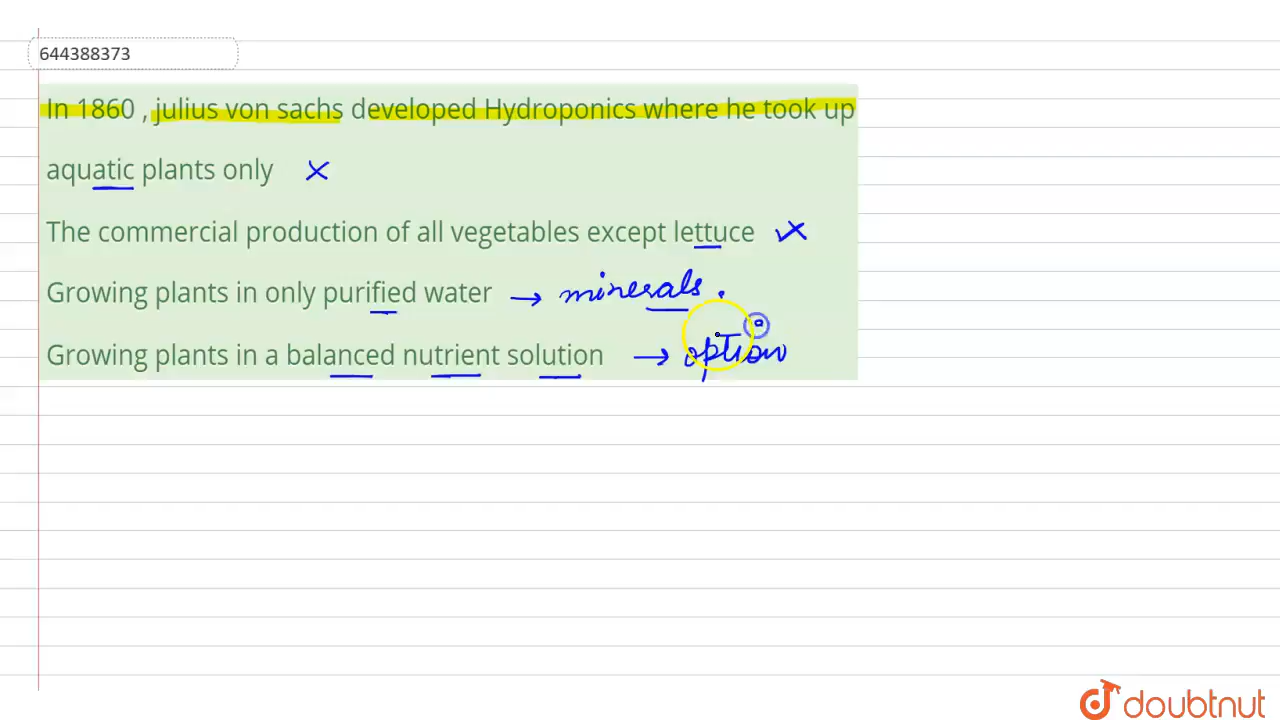 644388373
In 1860 , julius von sachs developed Hydroponics where he took up
aquatic plants only X
The commercial production of all vegetables except lettuce X
Growing plants in only purified water → minerals.
Growing plants in a balanced nutrient solution → option
doubtnut